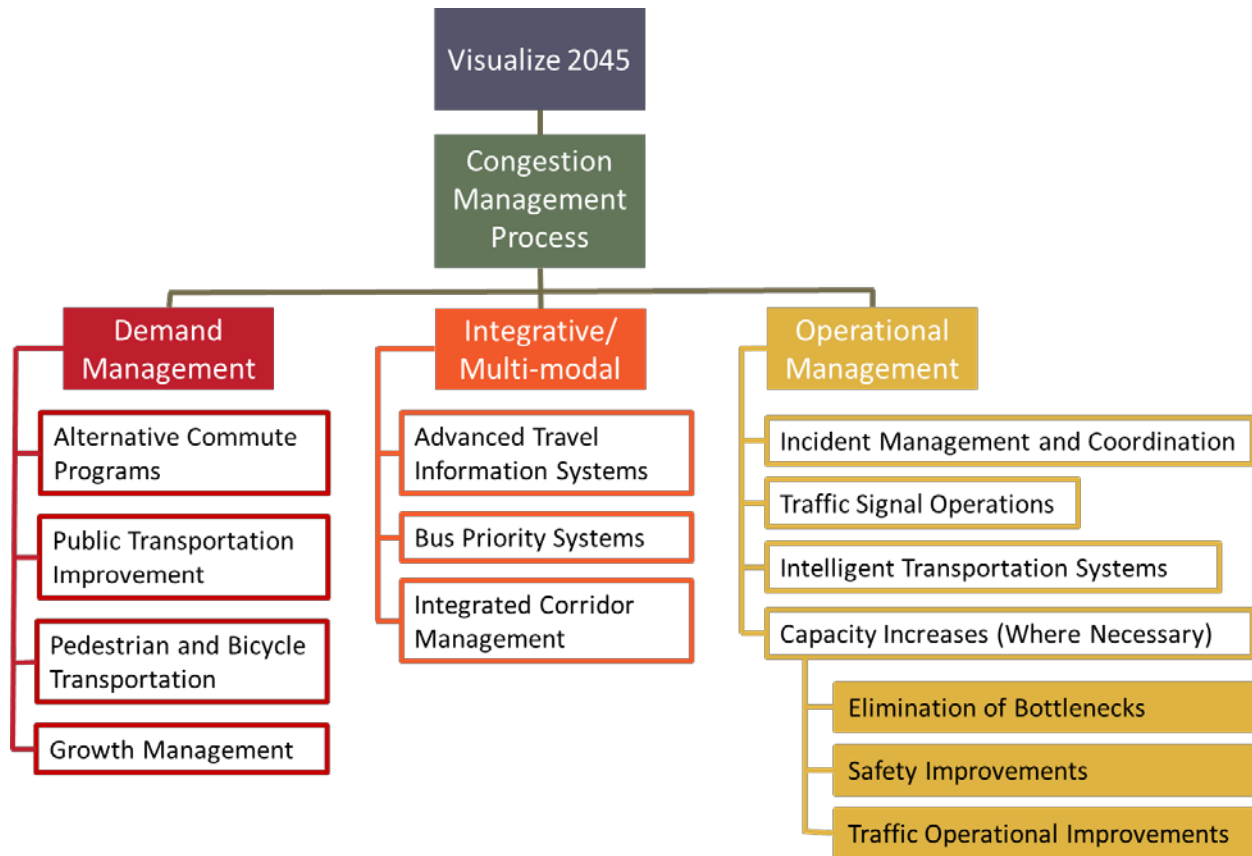 Visualize 2045
Congestion
Management
Process
Demand
Management
Alternative Commute
Programs
Public Transportation
Improvement
Pedestrian and Bicycle
Transportation
Growth Management
Integrative/
Multi-modal
Advanced Travel
Information Systems
Bus Priority Systems
Integrated Corridor
Management
Operational
Management
Incident Management and Coordination
Traffic Signal Operations
Intelligent Transportation Systems
Capacity Increases (Where Necessary)
Elimination of Bottlenecks
Safety Improvements
Traffic Operational Improvements